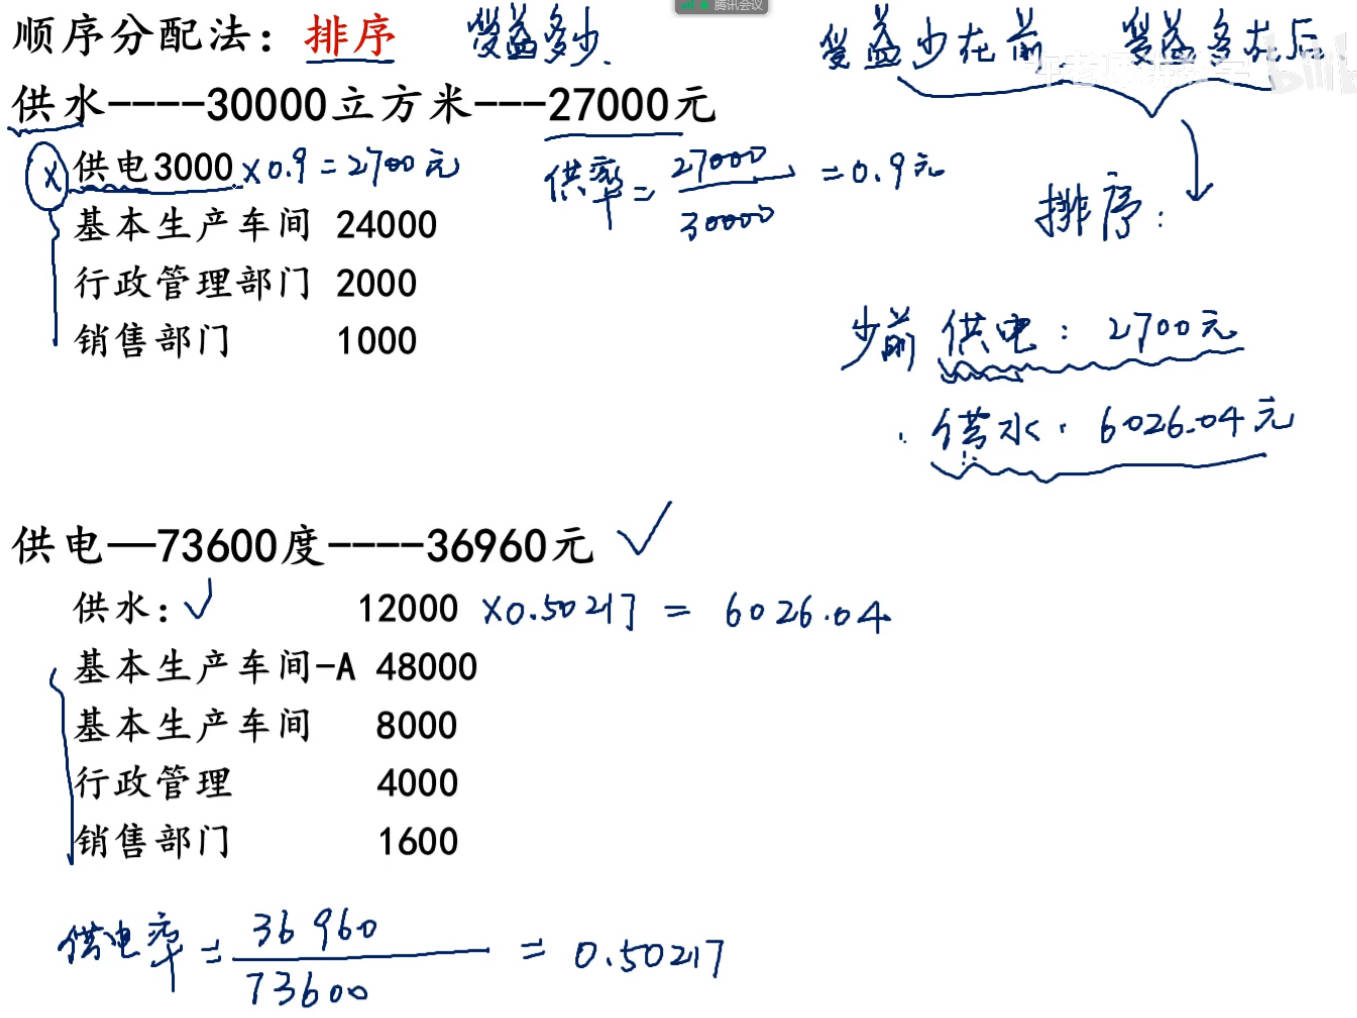 腾讯会议
顺序分配法：排序 受益多少. 受益少在前 受益多在后
供水----30000立方米---27000元
供电3000 ×0.9=2700元 供率= 27000/30000 =0.9元
基本生产车间 24000
排序:
行政管理部门 2000
销售部门 1000
少前 供电: 2700元
供水. 6026.04元
供电—73600度----36960元 ✓
供水: ✓ 12000 ×0.50217 = 6026.04
基本生产车间-A 48000
基本生产车间 8000
行政管理 4000
销售部门 1600
供电率= 36960/73600 = 0.50217
bilibili